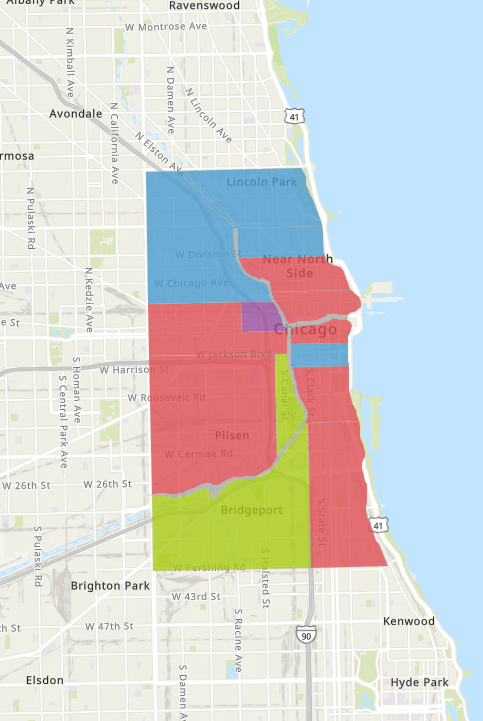 Albany Park
Ravenswood
W Montrose Ave
N Kimball Ave
N Damen Ave
N Lincoln Ave
41
Avondale
N California Ave
N Elston Av
rmosa
Lincoln Park
N Pulaski Rd
W Division St
Near North
Side
W Chicago Ave
Ave
N Kedzie Ave
e St
Chicago
W Jackson Blvd
W Harrison St
S Homan Ave
S Central Park Ave
S Canal St
S Clark St
W Roosevelt Rd
Pilsen
W Cermak Rd
W 26th St
W 26th St
Bridgeport
S State St
41
S Pulaski Rd
W Pershing Rd
S Halsted St
Brighton Park
W 43rd St
th St
W 47th St
S Racine Ave
90
Kenwood
Elsdon
S Damen Av
Hyde Park